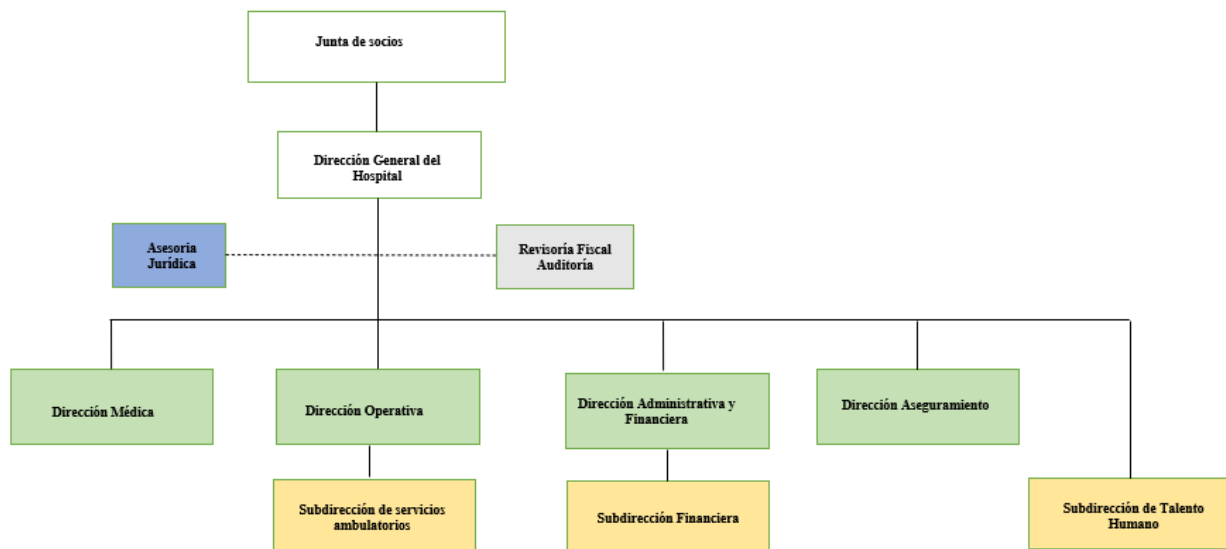 Junta de socios
Dirección General del
Hospital
Asesoria
Jurídica
Revisoría Fiscal
Auditoría
Dirección Médica
Dirección Operativa
Dirección Administrativa y
Financiera
Dirección Aseguramiento
Subdirección de servicios
ambulatorios
Subdirección Financiera
Subdirección de Talento
Humano